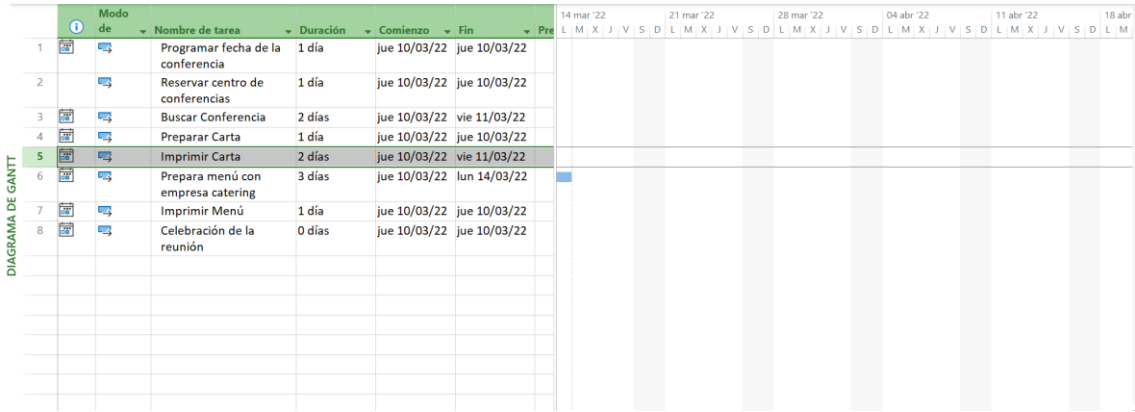 Modo de
Nombre de tarea
Duración
Comienzo
Fin
Pre
14 mar '22
21 mar '22
28 mar '22
04 abr '22
11 abr '22
18 abr
L M X J V S D L M X J V S D L M X J V S D L M X J V S D L M X J V S D L M
1 Programar fecha de la conferencia 1 día jue 10/03/22 jue 10/03/22
2 Reservar centro de conferencias 1 día jue 10/03/22 jue 10/03/22
3 Buscar Conferencia 2 días jue 10/03/22 vie 11/03/22
4 Preparar Carta 1 día jue 10/03/22 jue 10/03/22
5 Imprimir Carta 2 días jue 10/03/22 vie 11/03/22
6 Prepara menú con empresa catering 3 días jue 10/03/22 lun 14/03/22
7 Imprimir Menú 1 día jue 10/03/22 jue 10/03/22
8 Celebración de la reunión 0 días jue 10/03/22 jue 10/03/22
DIAGRAMA DE GANTT